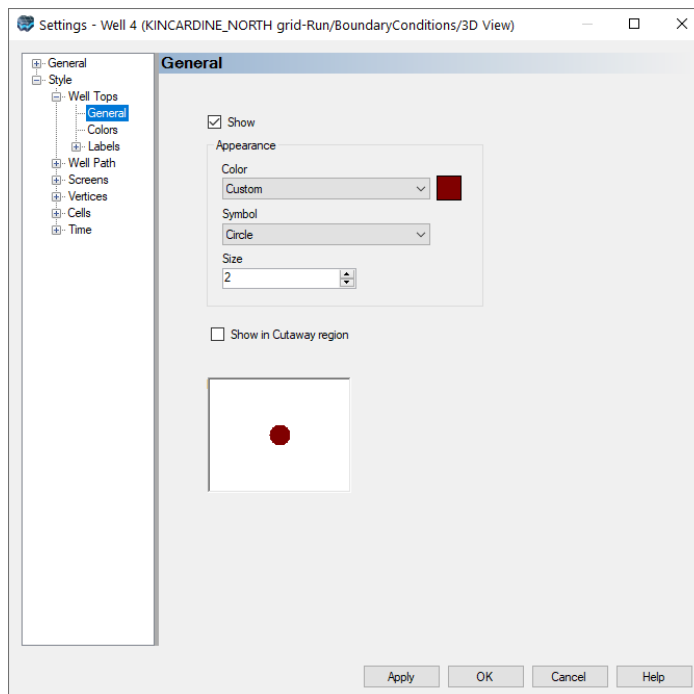 Settings - Well 4 (KINCARDINE_NORTH grid-Run/BoundaryConditions/3D View)
General
Style
Well Tops
General
Colors
Labels
Well Path
Screens
Vertices
Cells
Time
General
Show
Appearance
Color
Custom
Symbol
Circle
Size
2
Show in Cutaway region
Apply
OK
Cancel
Help